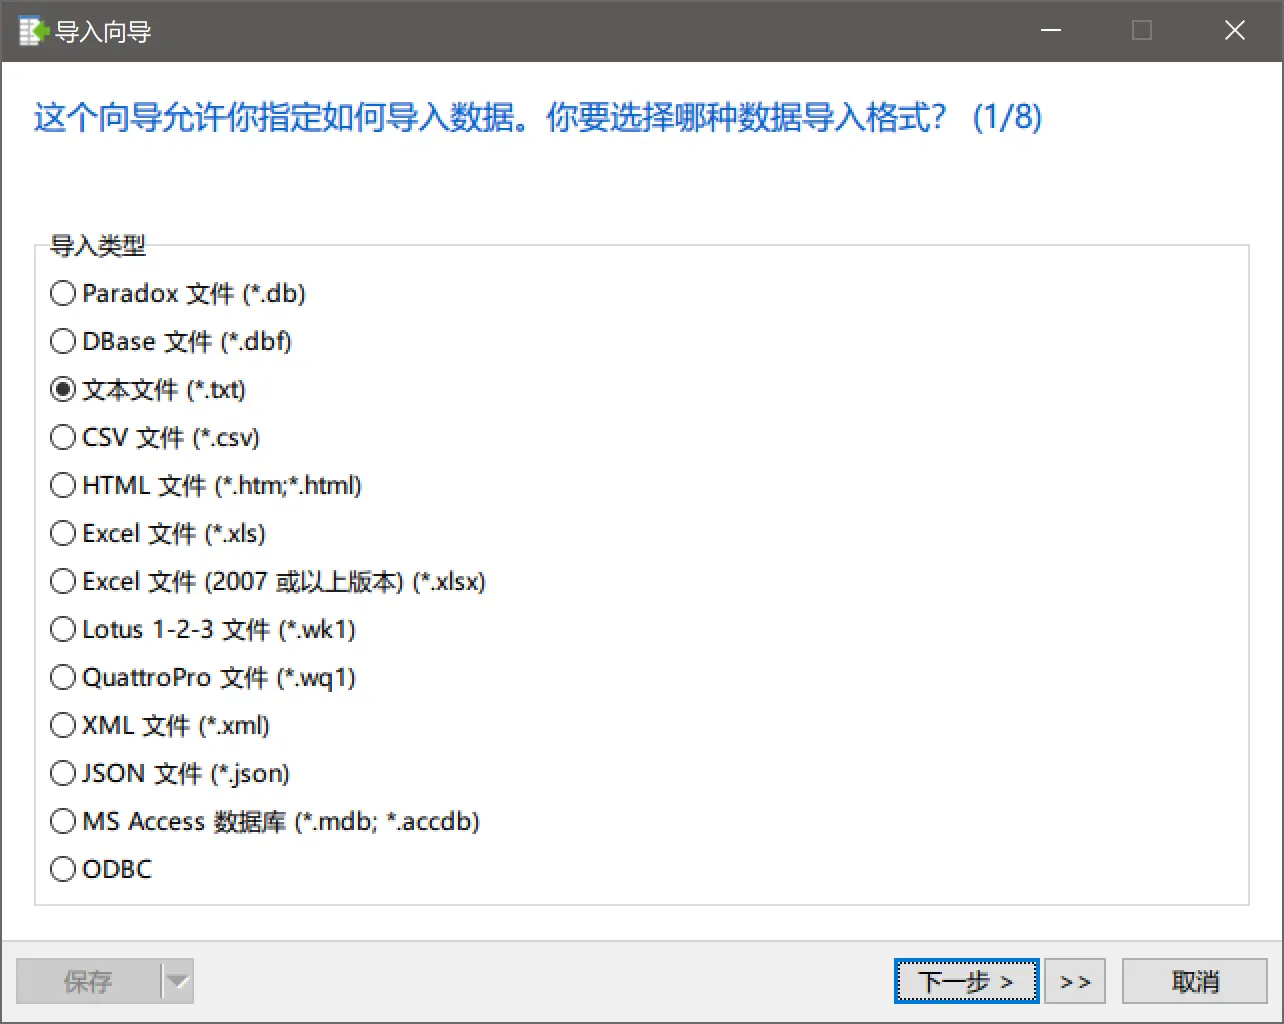 导入向导
这个向导允许你指定如何导入数据。你要选择哪种数据导入格式？ (1/8)
导入类型
Paradox 文件 (*.db)
DBase 文件 (*.dbf)
文本文件 (*.txt)
CSV 文件 (*.csv)
HTML 文件 (*.htm;*.html)
Excel 文件 (*.xls)
Excel 文件 (2007 或以上版本) (*.xlsx)
Lotus 1-2-3 文件 (*.wk1)
QuattroPro 文件 (*.wq1)
XML 文件 (*.xml)
JSON 文件 (*.json)
MS Access 数据库 (*.mdb; *.accdb)
ODBC
保存 下一步 > >> 取消